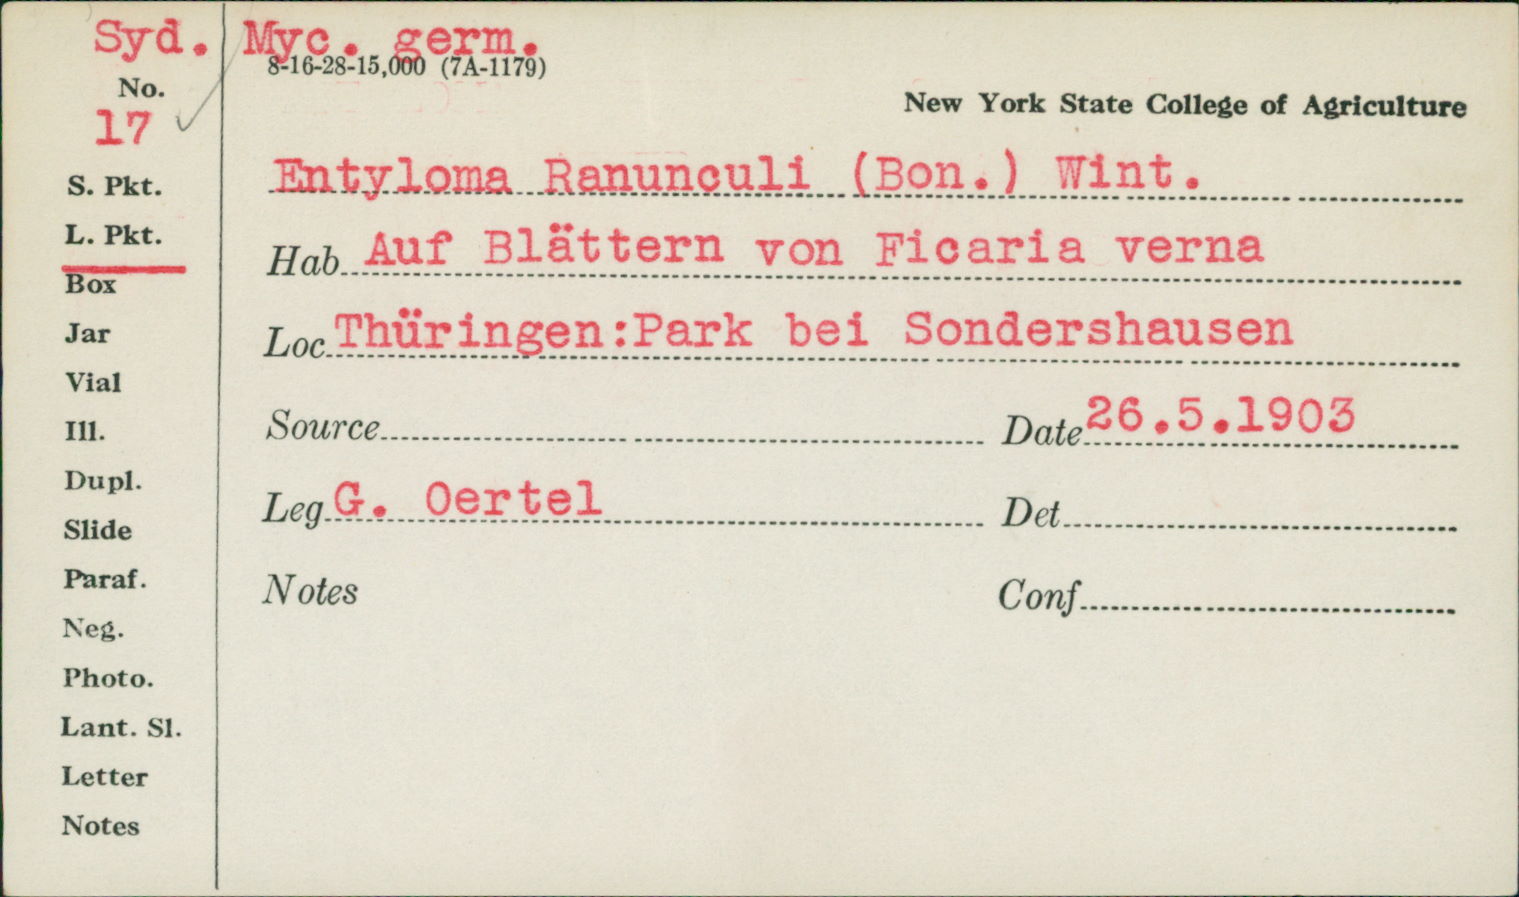 Syd. Myc. germ.
8-16-28-15,000 (7A-1179)
No.
17
New York State College of Agriculture
S. Pkt.
Entyloma Ranunculi (Bon.) Wint.
L. Pkt.
Hab. Auf Blättern von Ficaria verna
Box
Jar
Loc. Thüringen:Park bei Sondershausen
Vial
Ill.
Source
Date 26.5.1903
Dupl.
Slide
Leg. G. Oertel
Det.
Paraf.
Notes
Conf.
Neg.
Photo.
Lant. Sl.
Letter
Notes